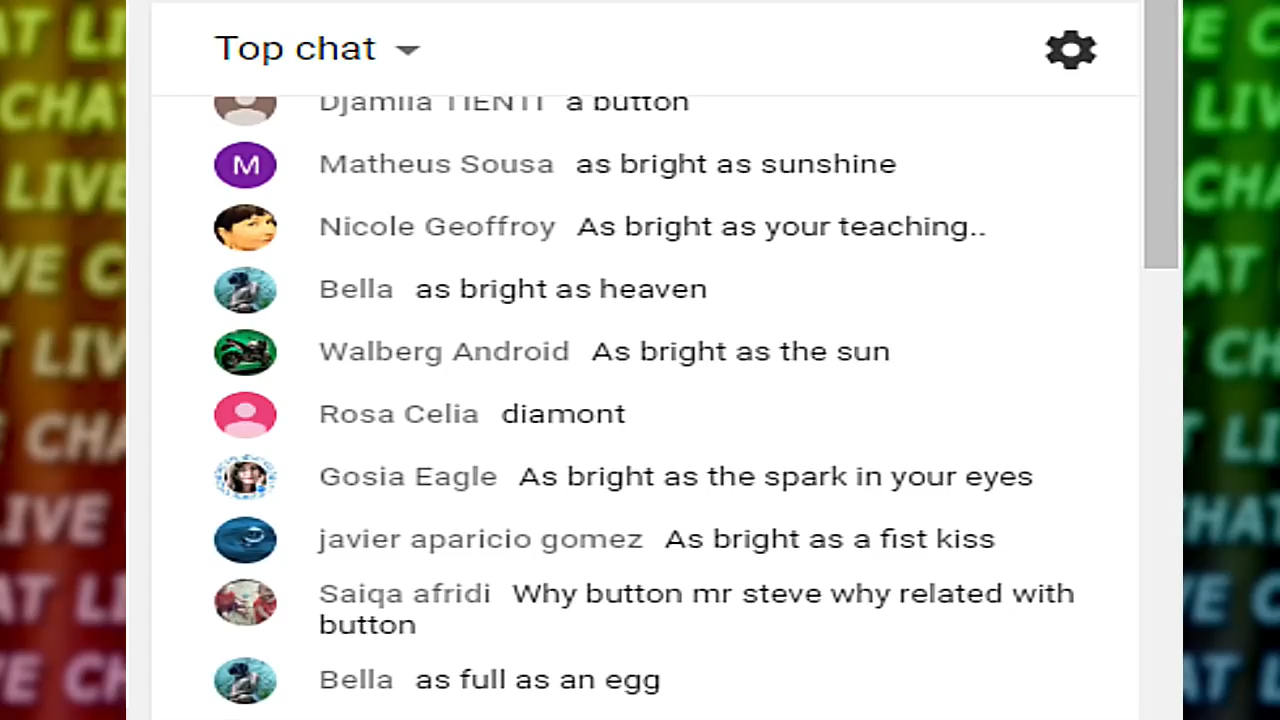 Top chat
Djamila TIENTI a button
M Matheus Sousa as bright as sunshine
Nicole Geoffroy As bright as your teaching..
Bella as bright as heaven
Walberg Android As bright as the sun
Rosa Celia diamont
Gosia Eagle As bright as the spark in your eyes
javier aparicio gomez As bright as a fist kiss
Saiqa afridi Why button mr steve why related with
button
Bella as full as an egg